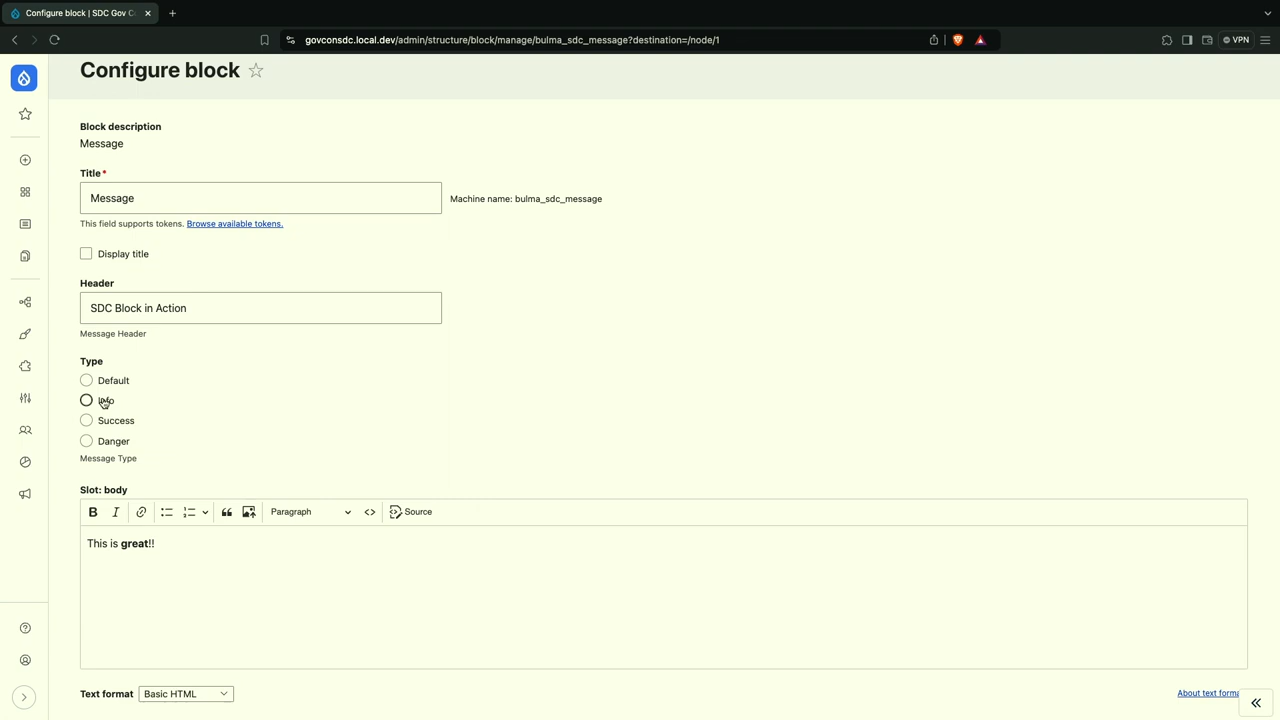 Configure block | SDC Gov C
govconsdc.local.dev/admin/structure/block/manage/bulma_sdc_message?destination=/node/1
VPN
Configure block
Block description
Message
Title*
Message
Machine name: bulma_sdc_message
This field supports tokens. Browse available tokens.
Display title
Header
SDC Block in Action
Message Header
Type
Default
Success
Danger
Message Type
Slot: body
B I Paragraph <> Source
This is great!!
Text format Basic HTML
About text forma